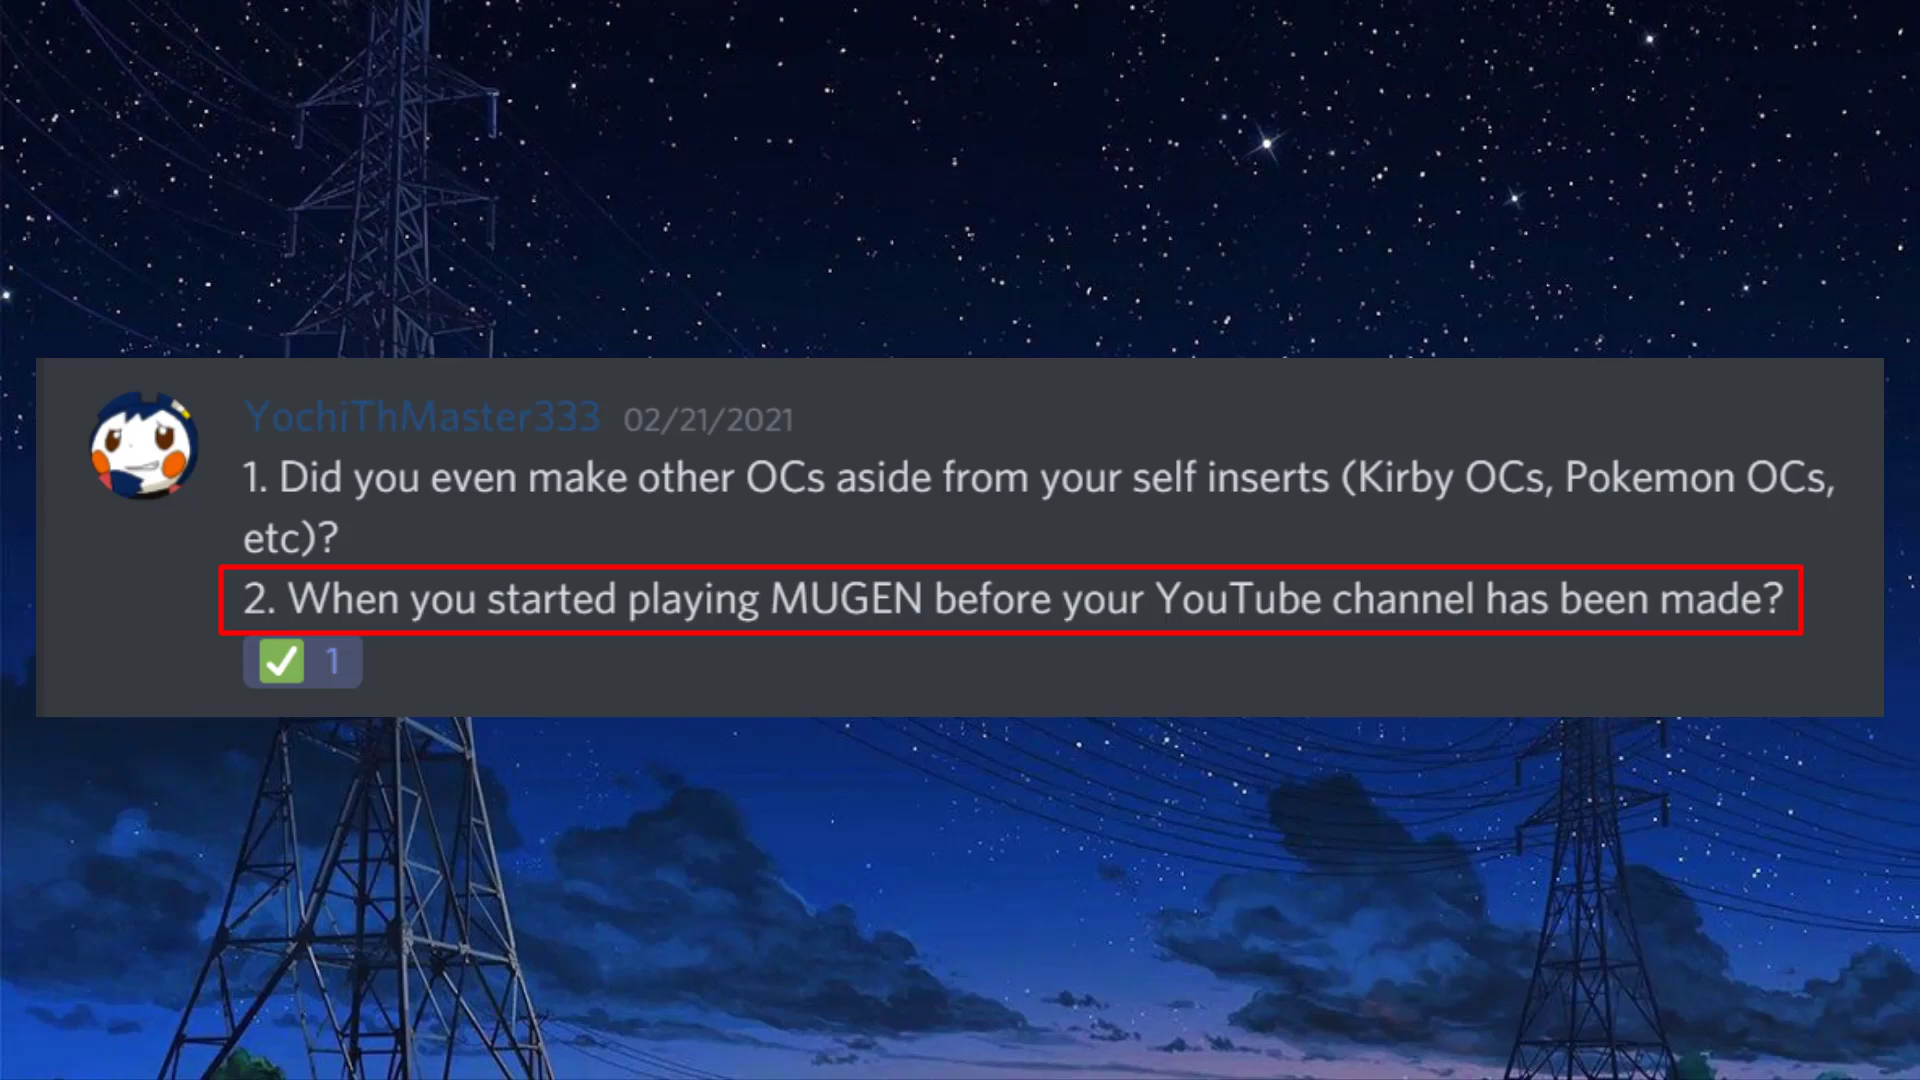 YochiThMaster333 02/21/2021
1. Did you even make other OCs aside from your self inserts (Kirby OCs, Pokemon OCs,
etc)?
2. When you started playing MUGEN before your YouTube channel has been made?
✅ 1